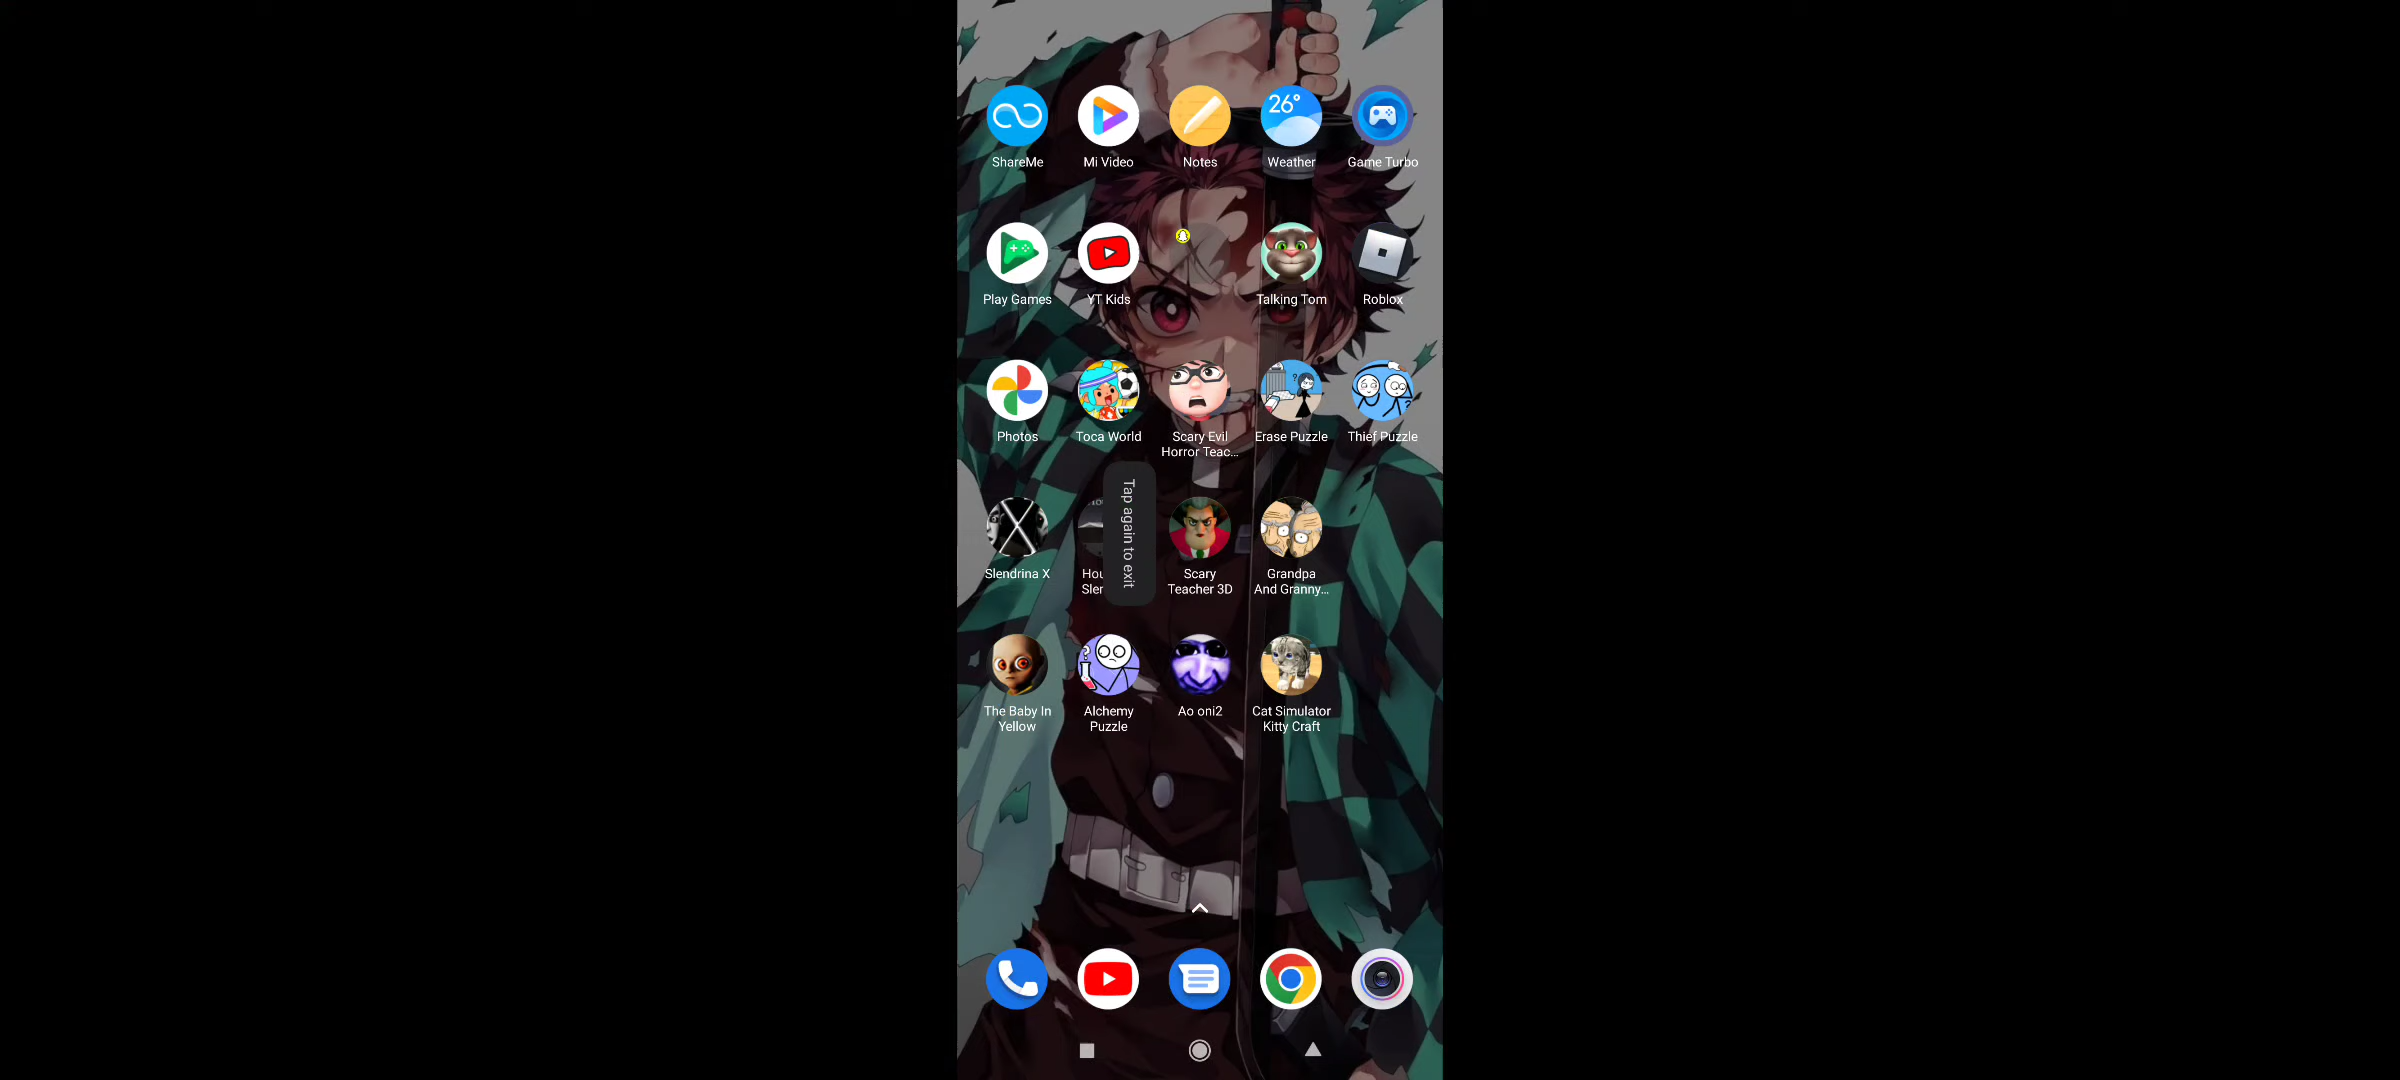 26°
ShareMe
Mi Video
Notes
Weather
Game Turbo
Play Games
YT Kids
Talking Tom
Roblox
Photos
Toca World
Scary Evil
Horror Teac...
Erase Puzzle
Thief Puzzle
Tap again to exit
Slendrina X
Hou
Slen
Scary
Teacher 3D
Grandpa
And Granny...
The Baby In
Yellow
Alchemy
Puzzle
Ao oni2
Cat Simulator
Kitty Craft